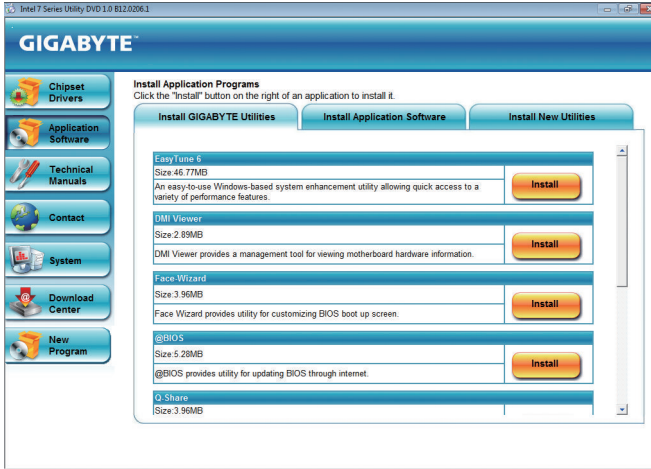 Intel 7 Series Utility DVD 1.0 B12.0206.1
GIGABYTE™
Chipset
Drivers
Application
Software
Technical
Manuals
Contact
System
Download
Center
New
Program
Install Application Programs
Click the "Install" button on the right of an application to install it.
Install GIGABYTE Utilities
Install Application Software
Install New Utilities
EasyTune 6
Size:46.77MB
An easy-to-use Windows-based system enhancement utility allowing quick access to a
variety of performance features.
Install
DMI Viewer
Size:2.89MB
DMI Viewer provides a management tool for viewing motherboard hardware information.
Install
Face-Wizard
Size:3.96MB
Face Wizard provides utility for customizing BIOS boot up screen.
Install
@BIOS
Size:5.28MB
@BIOS provides utility for updating BIOS through internet.
Install
Q-Share
Size:3.96MB